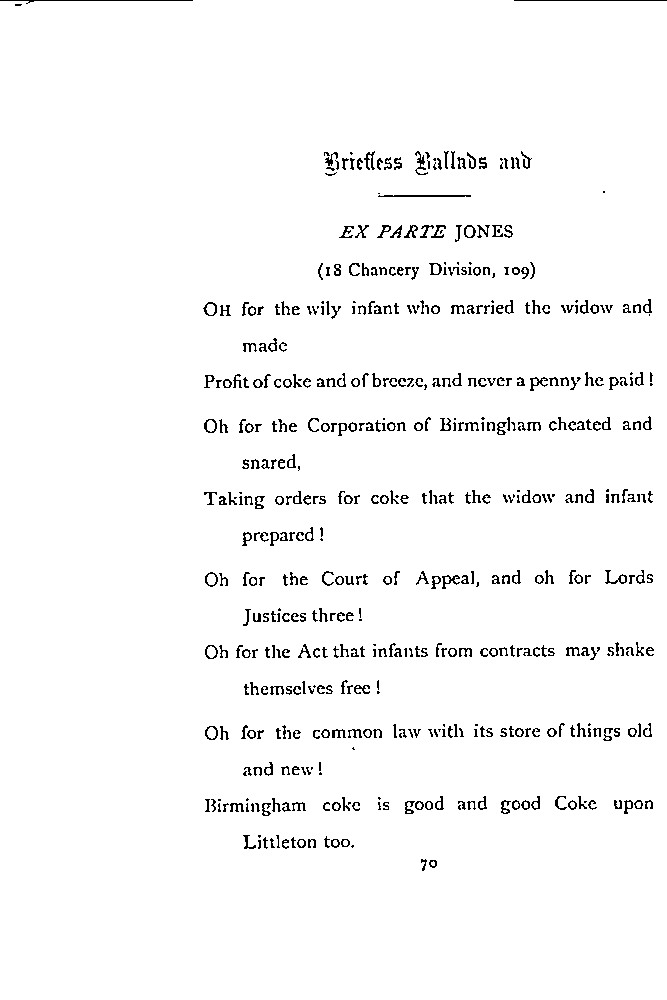 Briefless Ballads and
EX PARTE JONES
(18 Chancery Division, 109)
OH for the wily infant who married the widow and
made
Profit of coke and of breeze, and never a penny he paid!
Oh for the Corporation of Birmingham cheated and
snared,
Taking orders for coke that the widow and infant
prepared!
Oh for the Court of Appeal, and oh for Lords
Justices three!
Oh for the Act that infants from contracts may shake
themselves free!
Oh for the common law with its store of things old
and new!
Birmingham coke is good and good Coke upon
Littleton too.
70